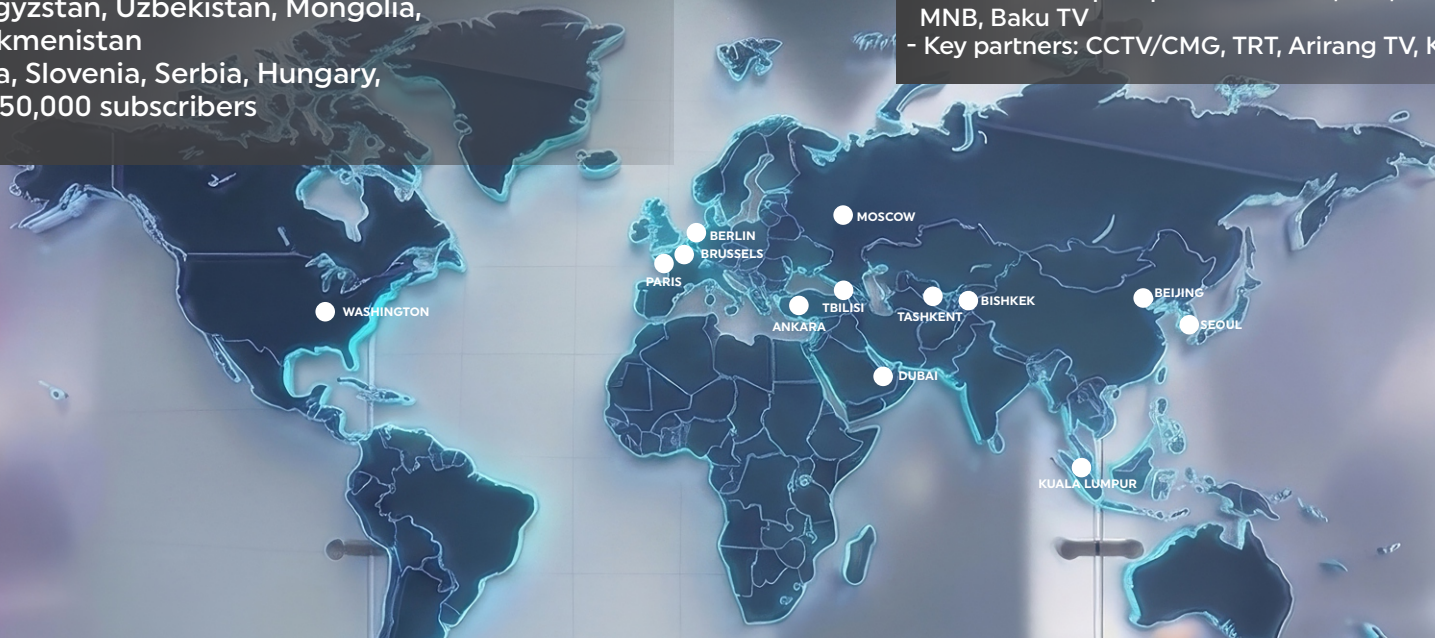 gyzstan, Uzbekistan, Mongolia,
kmenistan
a, Slovenia, Serbia, Hungary,
50,000 subscribers
MNB, Baku TV
- Key partners: CCTV/CMG, TRT, Arirang TV, K
MOSCOW
BERLIN
BRUSSELS
PARIS
WASHINGTON
TBILISI
ANKARA
TASHKENT
BISHKEK
BEIJING
SEOUL
DUBAI
KUALA LUMPUR